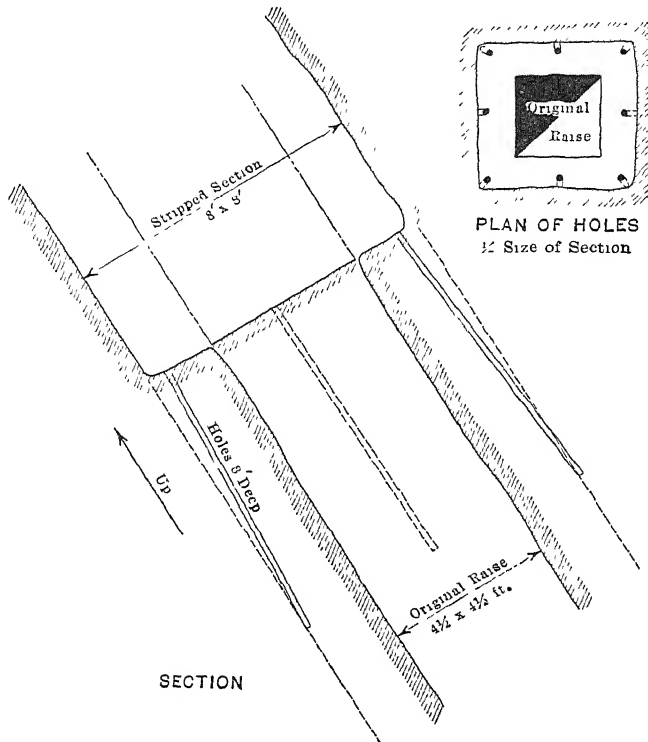 Original
Raise
PLAN OF HOLES
¼ Size of Section
Stripped Section
8' x 8'
Holes 8' Deep
Up
Original Raise
4½ x 4½ ft.
SECTION